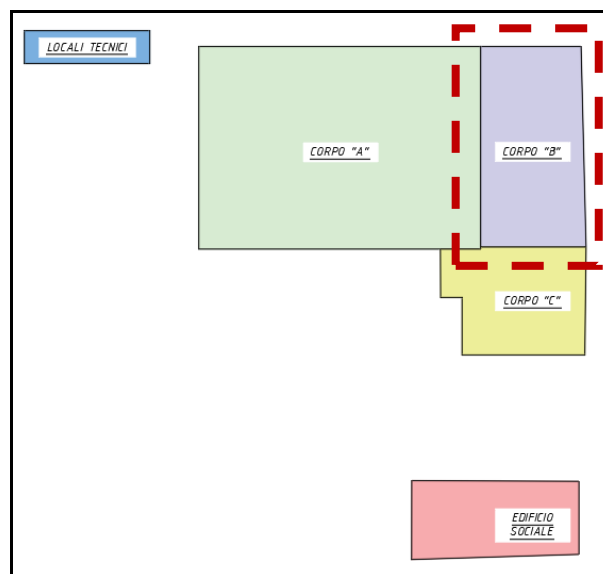 LOCALI TECNICI
CORPO "A"
CORPO "B"
CORPO "C"
EDIFICIO
SOCIALE